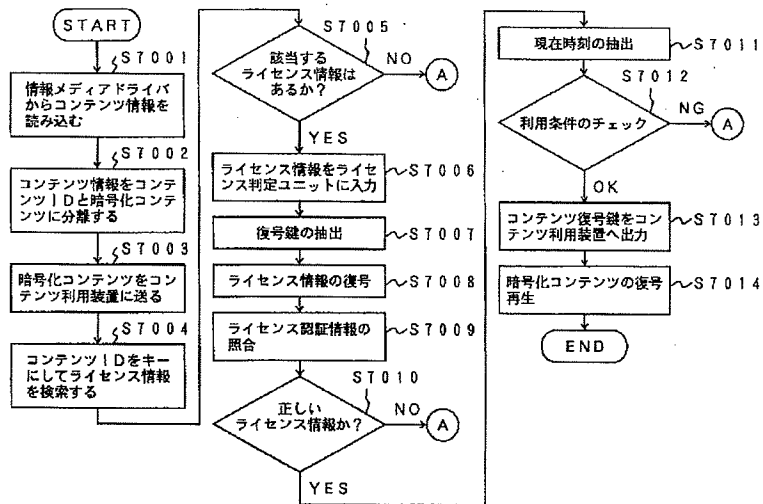 START
S7001
情報メディアドライバ
からコンテンツ情報を
読み込む
S7002
コンテンツ情報をコンテ
ンツIDと暗号化コンテン
ツに分離する
S7003
暗号化コンテンツをコン
テンツ利用装置に送る
S7004
コンテンツIDをキー
にしてライセンス情報
を検索する
S7005
該当する
ライセンス情報は
あるか?
NO
A
YES
ライセンス情報をライセ
ンス判定ユニットに入力
S7006
復号鍵の抽出
S7007
ライセンス情報の復号
S7008
ライセンス認証情報の
照合
S7009
S7010
正しい
ライセンス情報か?
NO
A
YES
現在時刻の抽出
S7011
S7012
利用条件のチェック
NG
A
OK
コンテンツ復号鍵をコン
テンツ利用装置へ出力
S7013
暗号化コンテンツの復号
再生
S7014
END